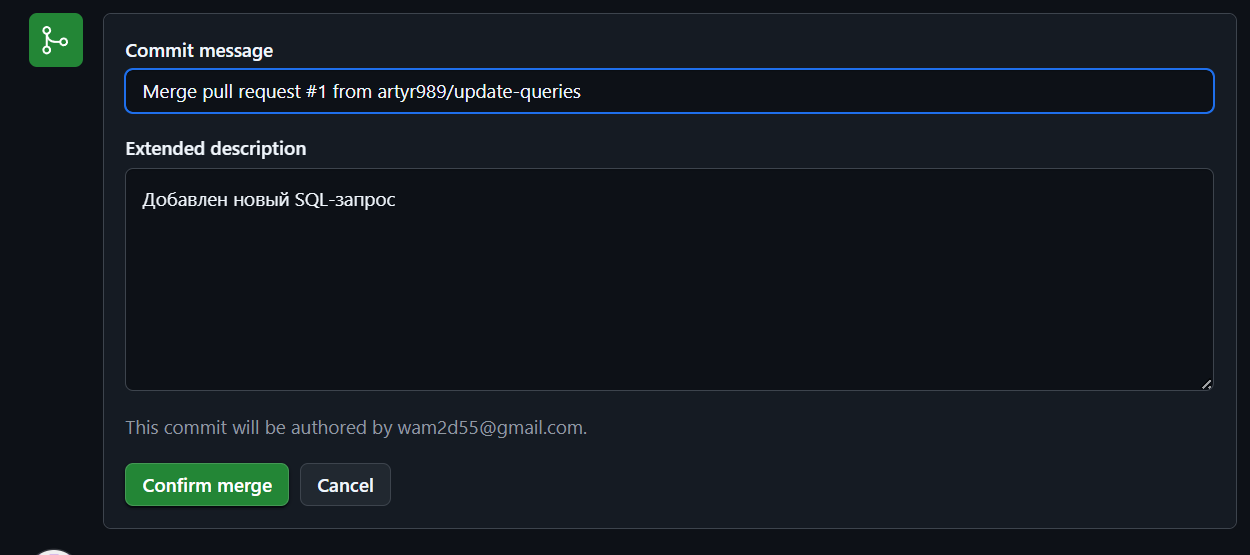 Commit message
Merge pull request #1 from artyr989/update-queries
Extended description
Добавлен новый SQL-запрос
This commit will be authored by wam2d55@gmail.com.
Confirm merge
Cancel